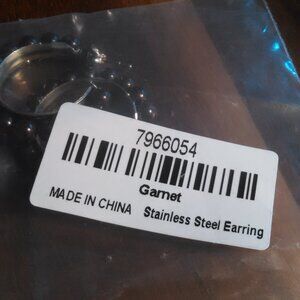 7966054
Garnet
MADE IN CHINA Stainless Steel Earring